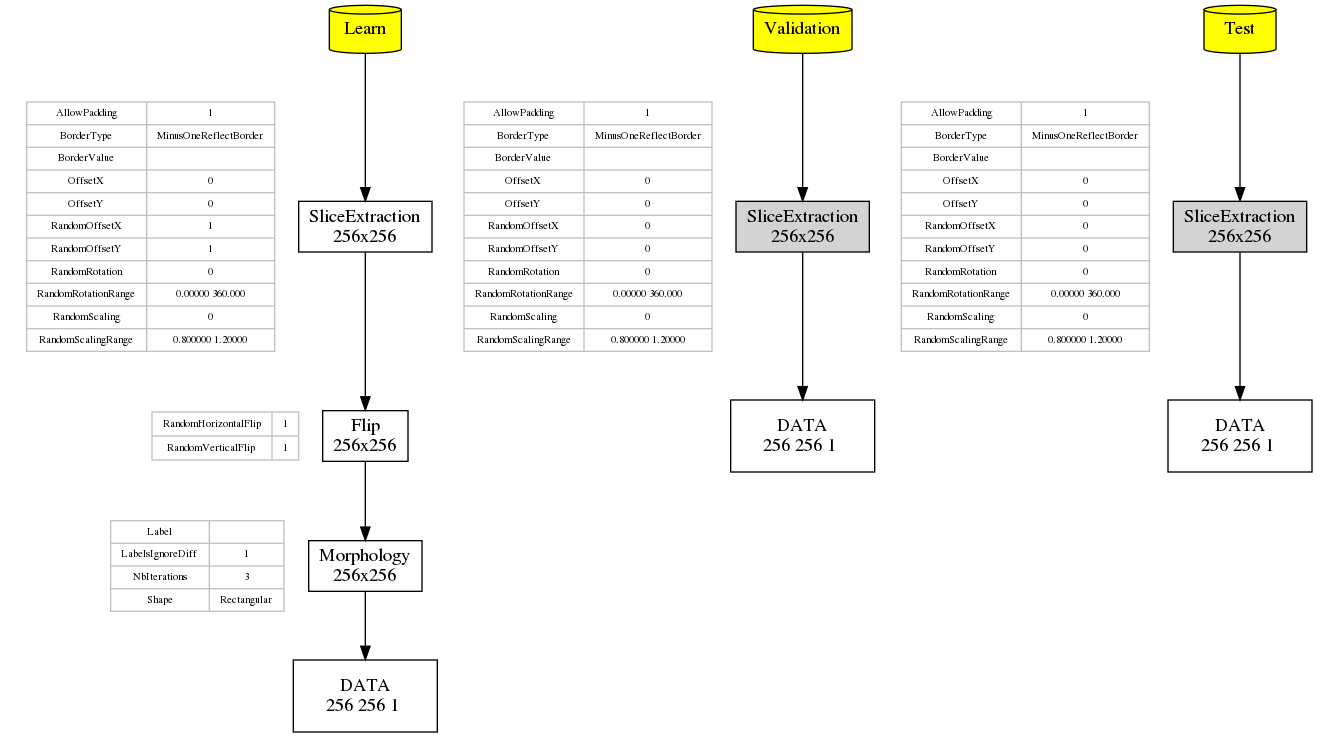 Learn
Validation
Test
AllowPadding 1
BorderType MinusOneReflectBorder
BorderValue
OffsetX 0
OffsetY 0
RandomOffsetX 1
RandomOffsetY 1
RandomRotation 0
RandomRotationRange 0.00000 360.000
RandomScaling 0
RandomScalingRange 0.800000 1.20000
SliceExtraction
256x256
AllowPadding 1
BorderType MinusOneReflectBorder
BorderValue
OffsetX 0
OffsetY 0
RandomOffsetX 0
RandomOffsetY 0
RandomRotation 0
RandomRotationRange 0.00000 360.000
RandomScaling 0
RandomScalingRange 0.800000 1.20000
SliceExtraction
256x256
AllowPadding 1
BorderType MinusOneReflectBorder
BorderValue
OffsetX 0
OffsetY 0
RandomOffsetX 0
RandomOffsetY 0
RandomRotation 0
RandomRotationRange 0.00000 360.000
RandomScaling 0
RandomScalingRange 0.800000 1.20000
SliceExtraction
256x256
RandomHorizontalFlip 1
RandomVerticalFlip 1
Flip
256x256
DATA
256 256 1
DATA
256 256 1
Label
LabelsIgnoreDiff 1
NbIterations 3
Shape Rectangular
Morphology
256x256
DATA
256 256 1